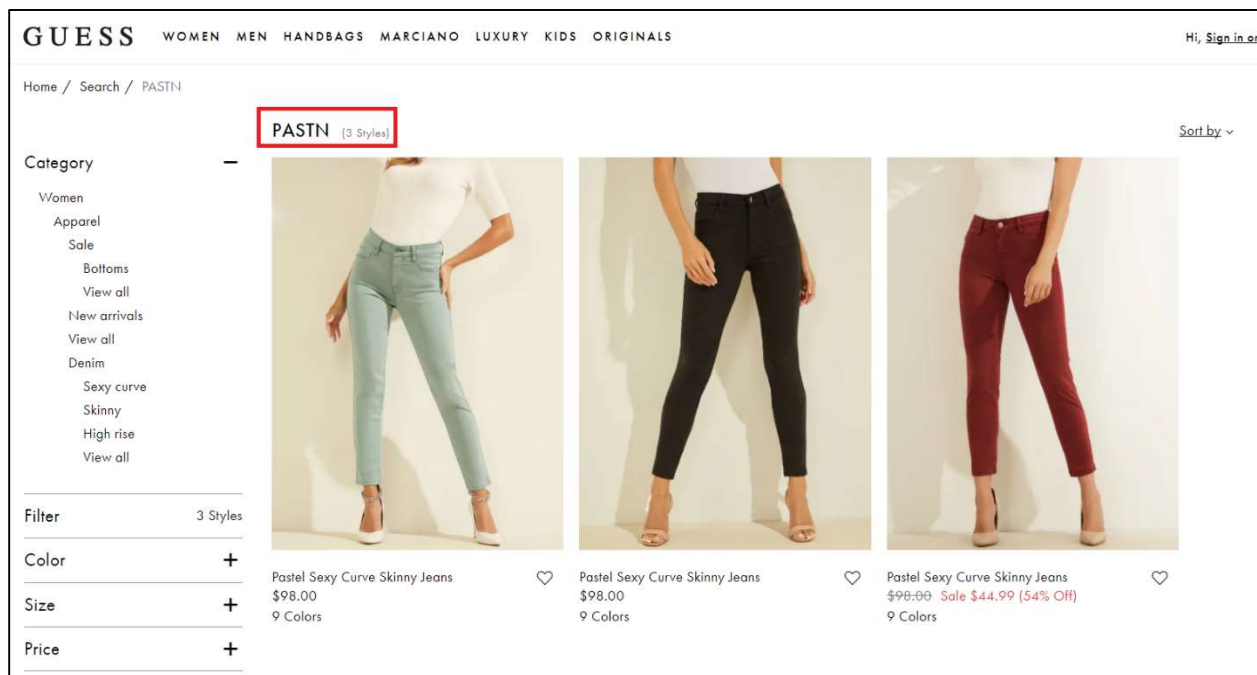 GUESS WOMEN MEN HANDBAGS MARCIANO LUXURY KIDS ORIGINALS Hi, Sign in or
Home / Search / PASTN
PASTN (3 Styles)
Sort by
Category
Women
Apparel
Sale
Bottoms
View all
New arrivals
View all
Denim
Sexy curve
Skinny
High rise
View all
Filter 3 Styles
Color
Size
Price
Pastel Sexy Curve Skinny Jeans
$98.00
9 Colors
Pastel Sexy Curve Skinny Jeans
$98.00
9 Colors
Pastel Sexy Curve Skinny Jeans
$98.00 Sale $44.99 (54% Off)
9 Colors